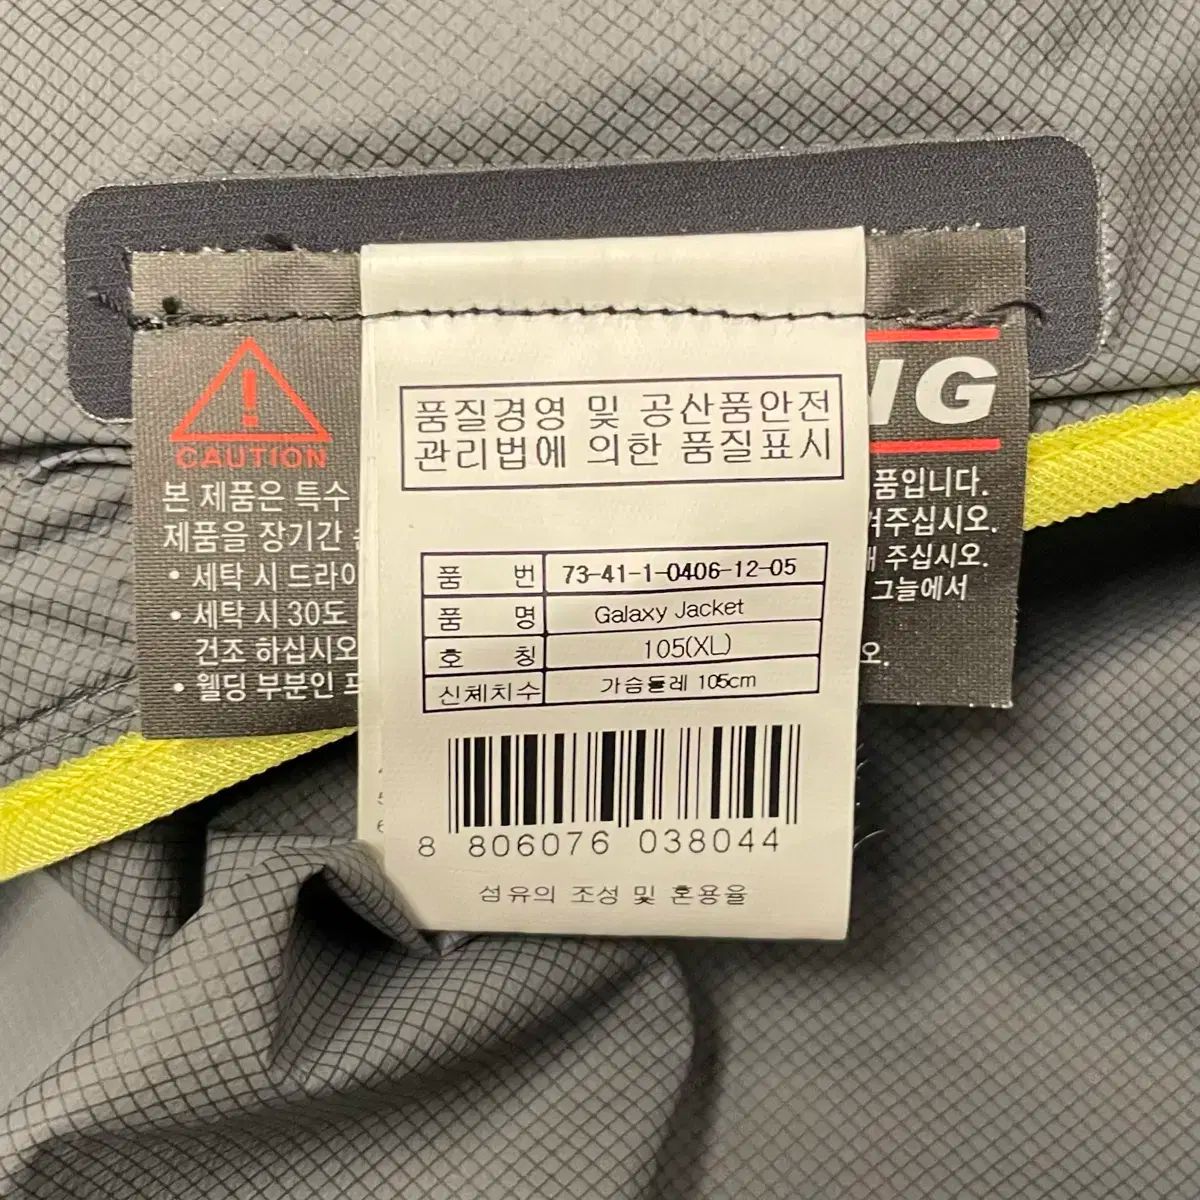 품질경영 및 공산품안전
관리법에 의한 품질표시
품 번 73-41-1-0406-12-05
품 명 Galaxy Jacket
호 칭 105(XL)
신체치수 가슴둘레 105cm
8 806076 038044
섬유의 조성 및 혼용율
CAUTION
본 제품은 특수
제품을 장기간
• 세탁 시 드라이
• 세탁 시 30도
건조 하십시오
• 웰딩 부분인
NG
품입니다.
겨주십시오.
주십시오.
그늘에서
오.